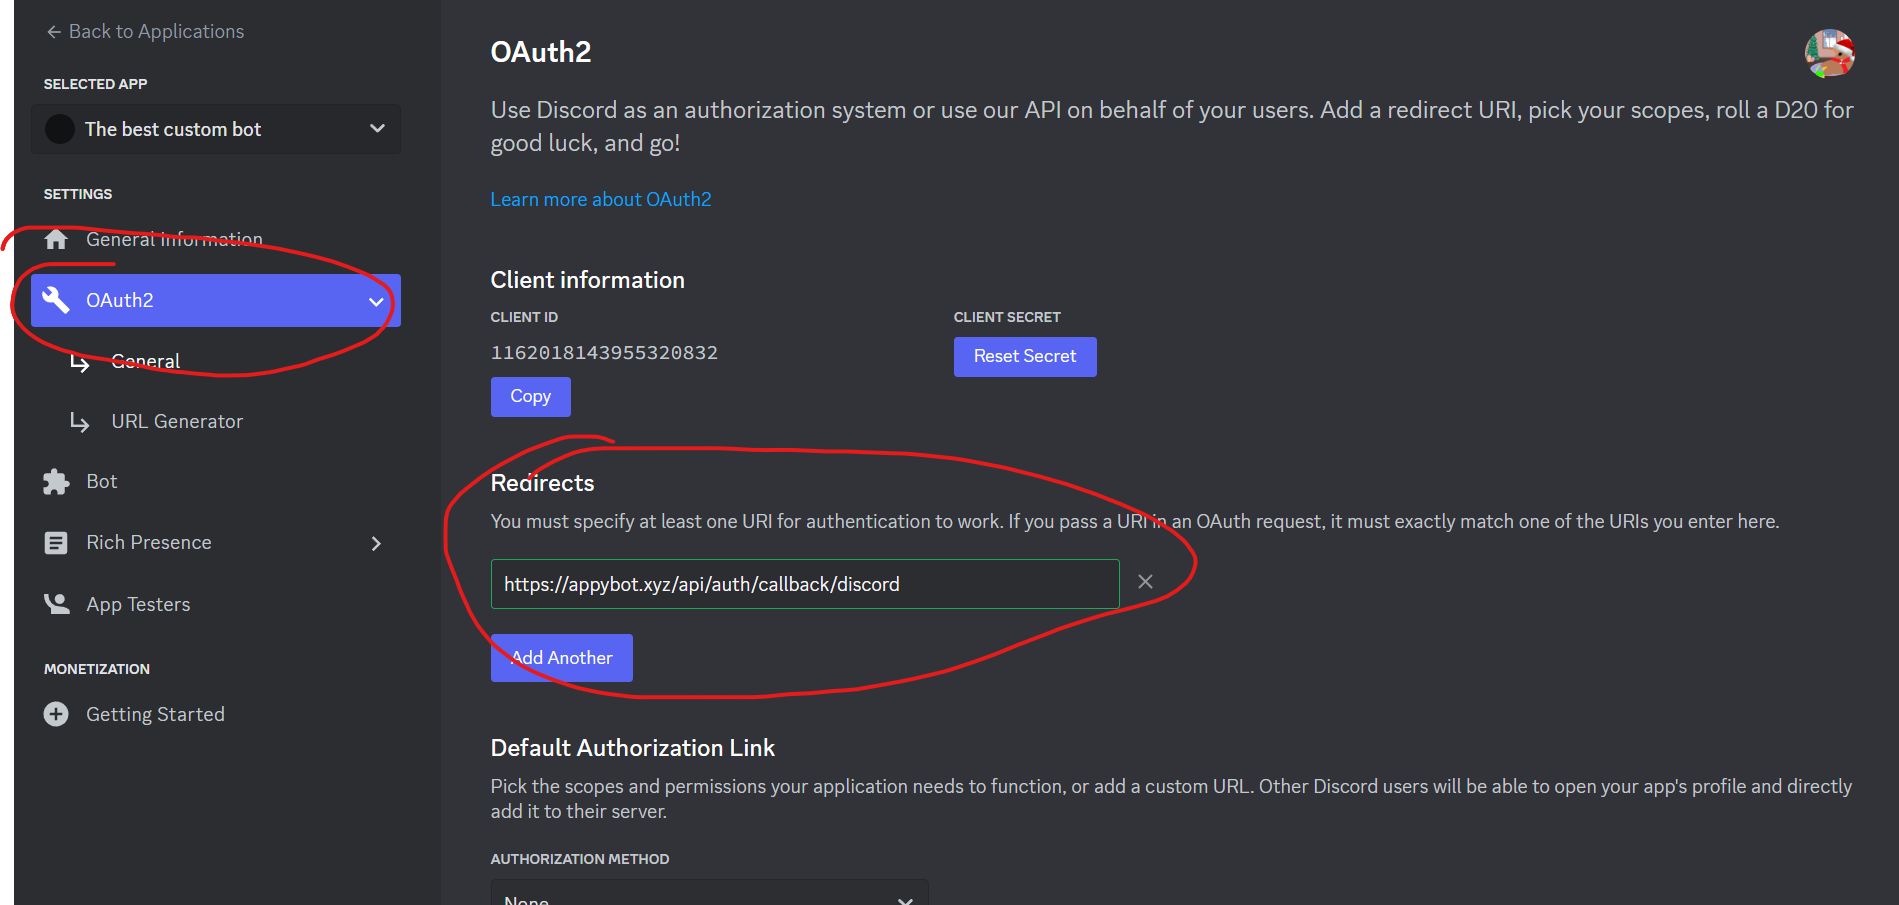 Back to Applications
SELECTED APP
The best custom bot
SETTINGS
General Information
OAuth2
General
URL Generator
Bot
Rich Presence
App Testers
MONETIZATION
Getting Started
OAuth2
Use Discord as an authorization system or use our API on behalf of your users. Add a redirect URI, pick your scopes, roll a D20 for
good luck, and go!
Learn more about OAuth2
Client information
CLIENT ID
1162018143955320832
Copy
CLIENT SECRET
Reset Secret
Redirects
You must specify at least one URI for authentication to work. If you pass a URI in an OAuth request, it must exactly match one of the URIs you enter here.
https://appybot.xyz/api/auth/callback/discord
Add Another
Default Authorization Link
Pick the scopes and permissions your application needs to function, or add a custom URL. Other Discord users will be able to open your app's profile and directly
add it to their server.
AUTHORIZATION METHOD
None